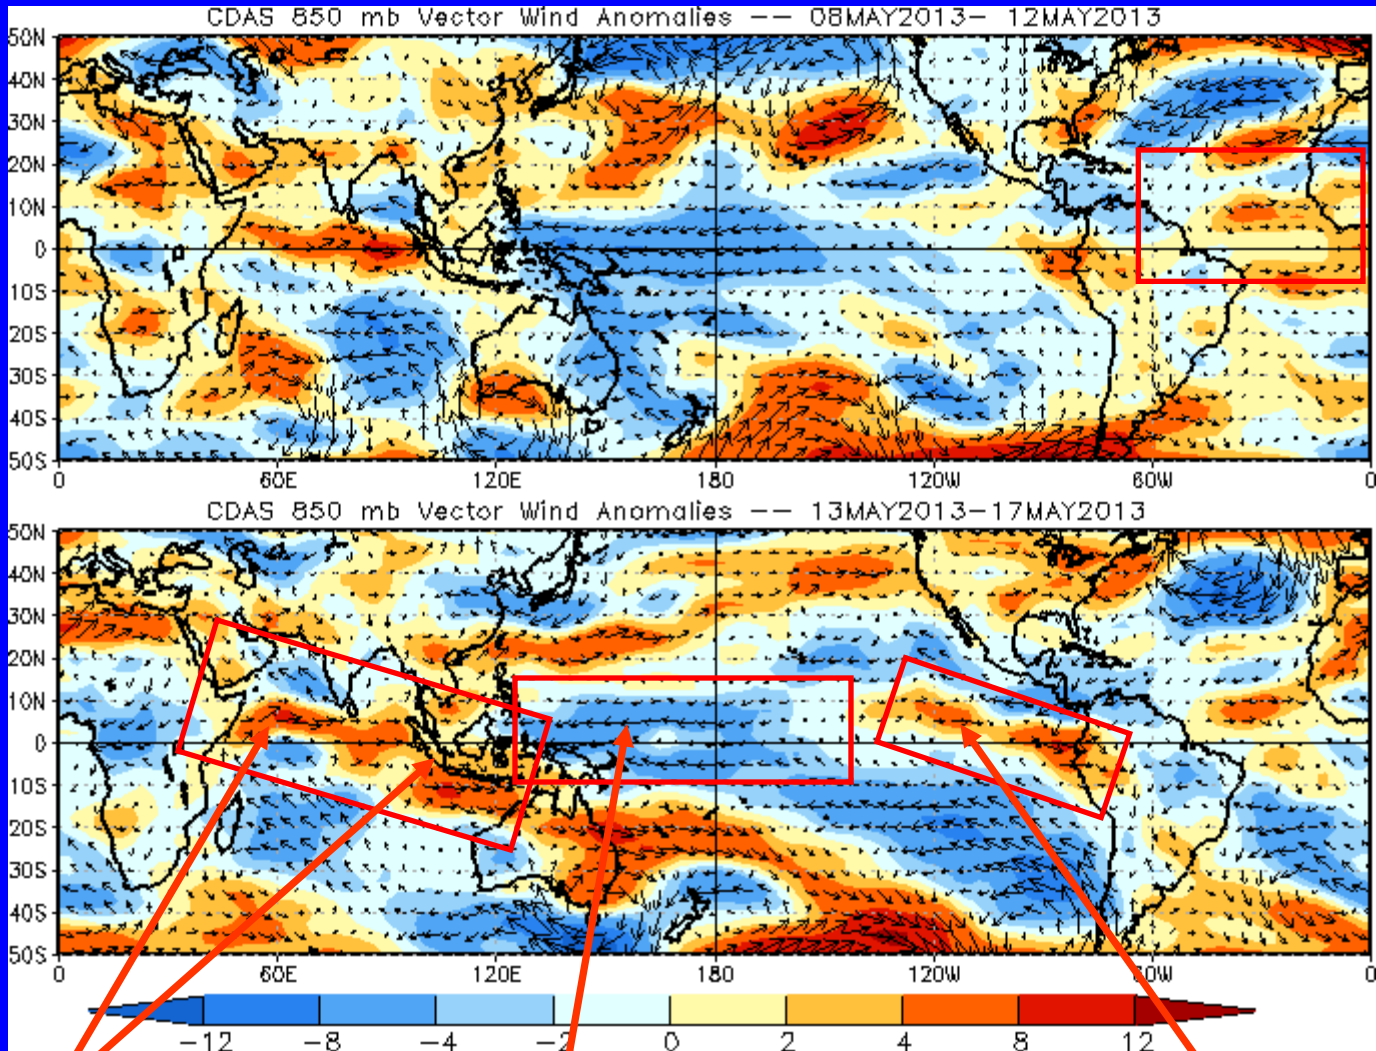 CDAS 850 mb Vector Wind Anomalies -- 08MAY2013- 12MAY2013
50N
40N
30N
20N
10N
0
10S
20S
30S
40S
50S
0 60E 120E 180 120W 60W 0
CDAS 850 mb Vector Wind Anomalies -- 13MAY2013-17MAY2013
50N
40N
30N
20N
10N
0
10S
20S
30S
40S
50S
0 60E 120E 180 120W 60W 0
-12 -8 -4 -2 0 2 4 8 12